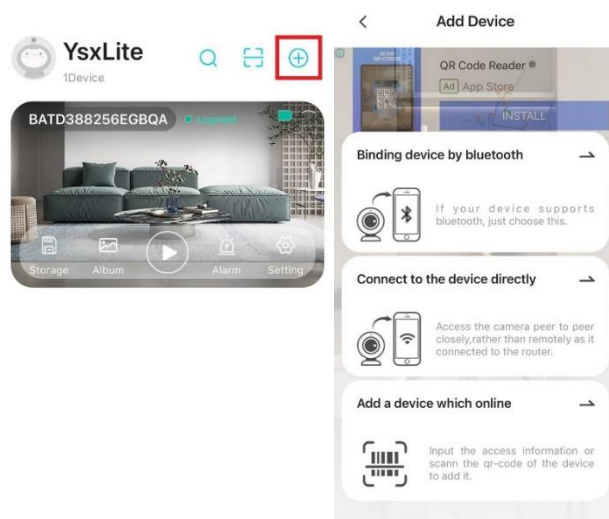 YsxLite
1Device
BATD388256EGBQA
Storage
Album
Alarm
Setting
Add Device
SCAN
QR CODES
QR Code Reader ®
Ad App Store
INSTALL
Binding device by bluetooth
If your device supports
bluetooth, just choose this.
Connect to the device directly
Access the camera peer to peer
closely,rather than remotely as it
connected to the router.
Add a device which online
Input the access information or
scann the qr-code of the device
to add it.